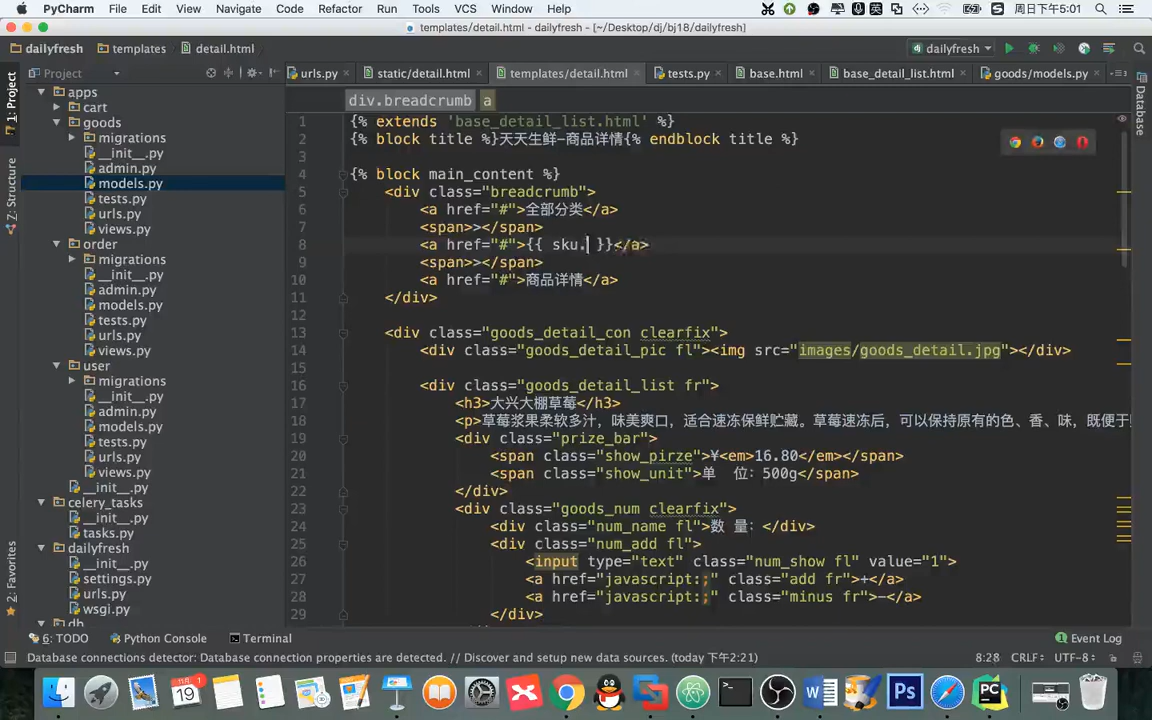 PyCharm File Edit View Navigate Code Refactor Run Tools VCS Window Help 周日下午5:01
templates/detail.html - dailyfresh - [~/Desktop/dj/bj18/dailyfresh]
dailyfresh templates detail.html dailyfresh
Project urls.py static/detail.html templates/detail.html tests.py base.html base_detail_list.html goods/models.py
div.breadcrumb a
1: Project
Z: Structure
2: Favorites
Database
apps
cart
goods
migrations
__init__.py
admin.py
models.py
tests.py
urls.py
views.py
order
migrations
__init__.py
admin.py
models.py
tests.py
urls.py
views.py
user
migrations
__init__.py
admin.py
models.py
tests.py
urls.py
views.py
__init__.py
celery_tasks
__init__.py
tasks.py
dailyfresh
__init__.py
settings.py
urls.py
wsgi.py
db
1 {% extends 'base_detail_list.html' %}
2 {% block title %}天天生鲜-商品详情{% endblock title %}
3
4 {% block main_content %}
5 <div class="breadcrumb">
6 <a href="#">全部分类</a>
7 <span>></span>
8 <a href="#">{{ sku. }}</a>
9 <span>></span>
10 <a href="#">商品详情</a>
11 </div>
12
13 <div class="goods_detail_con clearfix">
14 <div class="goods_detail_pic fl"><img src="images/goods_detail.jpg"></div>
15
16 <div class="goods_detail_list fr">
17 <h3>大兴大棚草莓</h3>
18 <p>草莓浆果柔软多汁，味美爽口，适合速冻保鲜贮藏。草莓速冻后，可以保持原有的色、香、味，既便于
19 <div class="prize_bar">
20 <span class="show_pirze">¥<em>16.80</em></span>
21 <span class="show_unit">单 位：500g</span>
22 </div>
23 <div class="goods_num clearfix">
24 <div class="num_name fl">数 量：</div>
25 <div class="num_add fl">
26 <input type="text" class="num_show fl" value="1">
27 <a href="javascript:;" class="add fr">+</a>
28 <a href="javascript:;" class="minus fr">-</a>
29 </div>
6: TODO Python Console Terminal 1 Event Log
Database connections detector: Database connection properties are detected. // Discover and setup new data sources. (today 下午2:21) 8:28 CRLF÷ UTF-8÷
19 1 PS PC